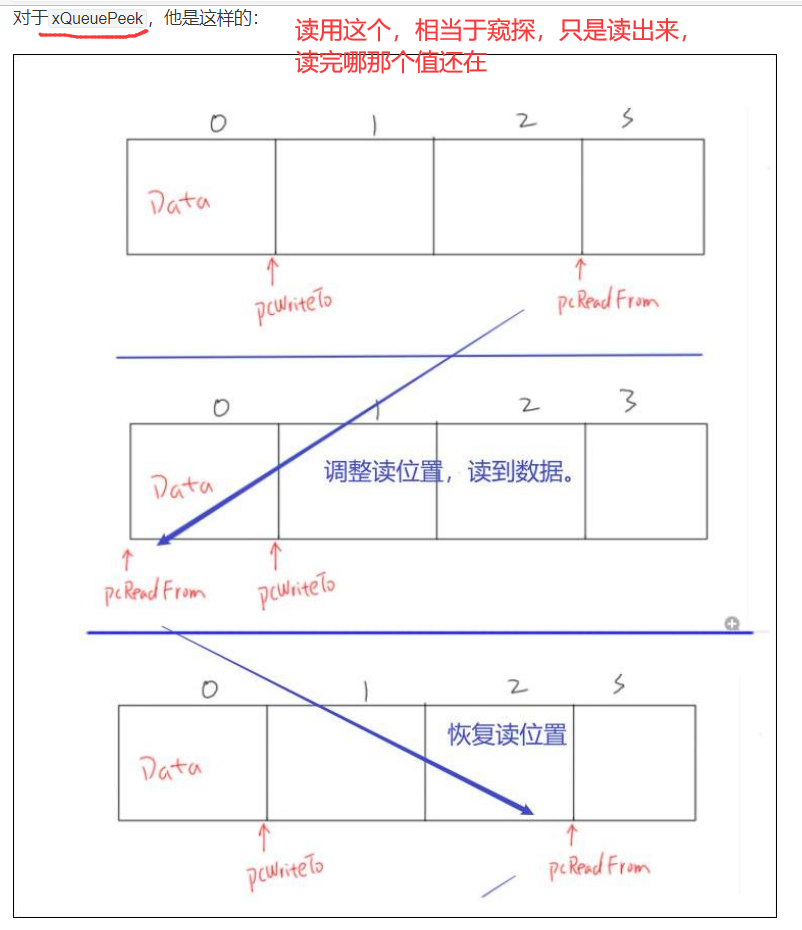 对于 xQueuePeek，他是这样的：
读用这个，相当于窥探，只是读出来，
读完哪那个值还在
0 1 2 3
Data
pcWriteTo pcReadFrom
0 1 2 3
Data 调整读位置，读到数据。
pcReadFrom pcWriteTo
0 1 2 3
恢复读位置
Data
pcWriteTo pcReadFrom